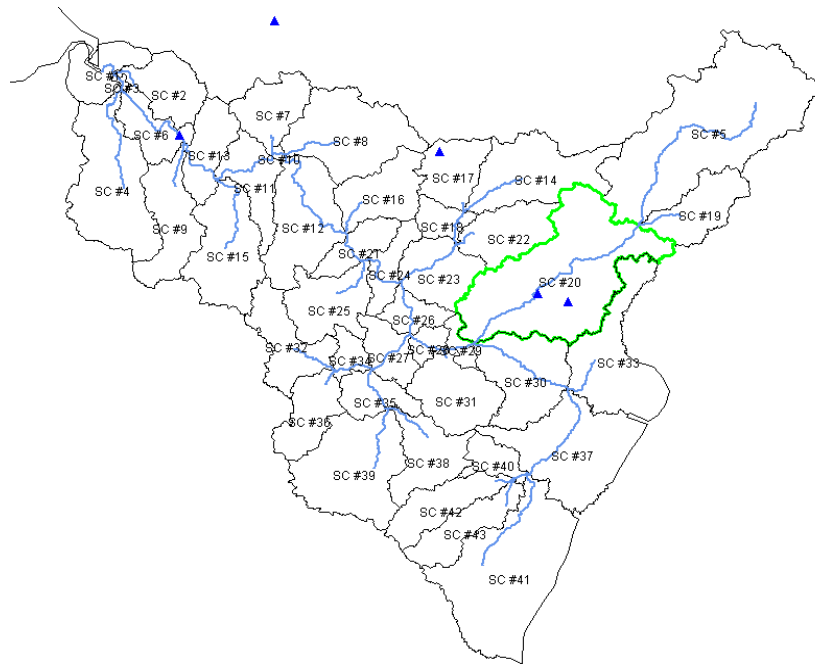 SC #1
SC #3
SC #2
SC #7
SC #5
SC #6
SC #8
SC #13
SC #10
SC #17
SC #14
SC #4
SC #11
SC #16
SC #19
SC #9
SC #12
SC #18
SC #22
SC #15
SC #21
SC #24
SC #23
SC #20
SC #25
SC #26
SC #32
SC #34
SC #27
SC #29
SC #30
SC #33
SC #35
SC #31
SC #36
SC #37
SC #39
SC #38
SC #40
SC #42
SC #43
SC #41